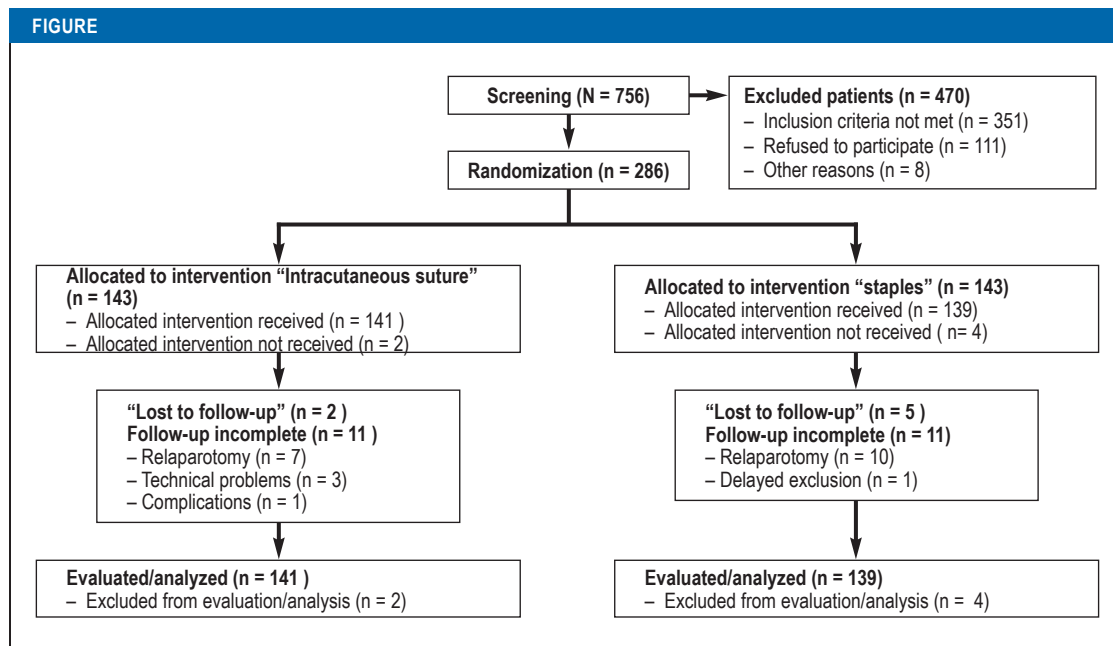 FIGURE
Screening (N = 756)
Excluded patients (n = 470)
– Inclusion criteria not met (n = 351)
– Refused to participate (n = 111)
– Other reasons (n = 8)
Randomization (n = 286)
Allocated to intervention “Intracutaneous suture”
(n = 143)
– Allocated intervention received (n = 141 )
– Allocated intervention not received (n = 2)
Allocated to intervention “staples” (n = 143)
– Allocated intervention received (n = 139)
– Allocated intervention not received ( n= 4)
“Lost to follow-up” (n = 2 )
Follow-up incomplete (n = 11 )
– Relaparotomy (n = 7)
– Technical problems (n = 3)
– Complications (n = 1)
“Lost to follow-up” (n = 5 )
Follow-up incomplete (n = 11)
– Relaparotomy (n = 10)
– Delayed exclusion (n = 1)
Evaluated/analyzed (n = 141 )
– Excluded from evaluation/analysis (n = 2)
Evaluated/analyzed (n = 139)
– Excluded from evaluation/analysis (n =  4)